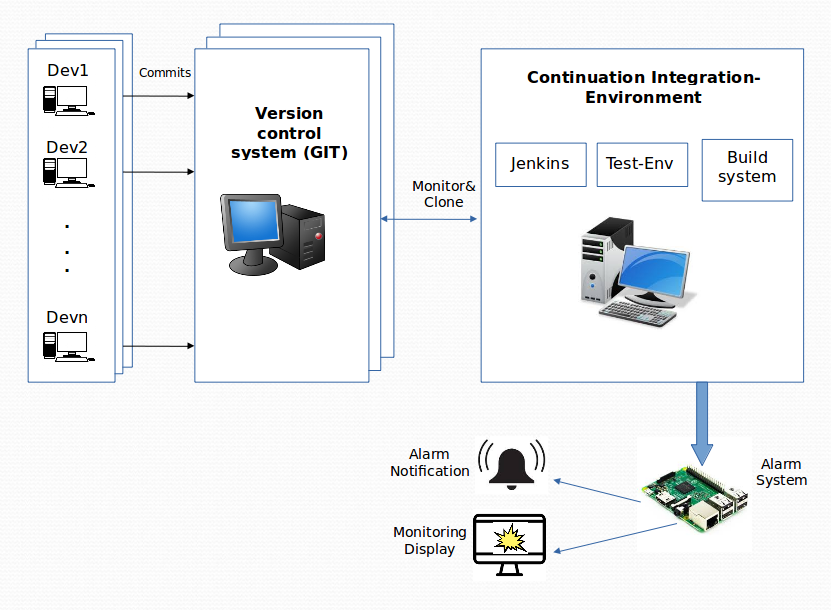 Dev1
Commits
Dev2
.
.
.
Devn
Version
control
system (GIT)
Monitor&
Clone
Continuation Integration-
Environment
Jenkins
Test-Env
Build
system
Alarm
Notification
Alarm
System
Monitoring
Display